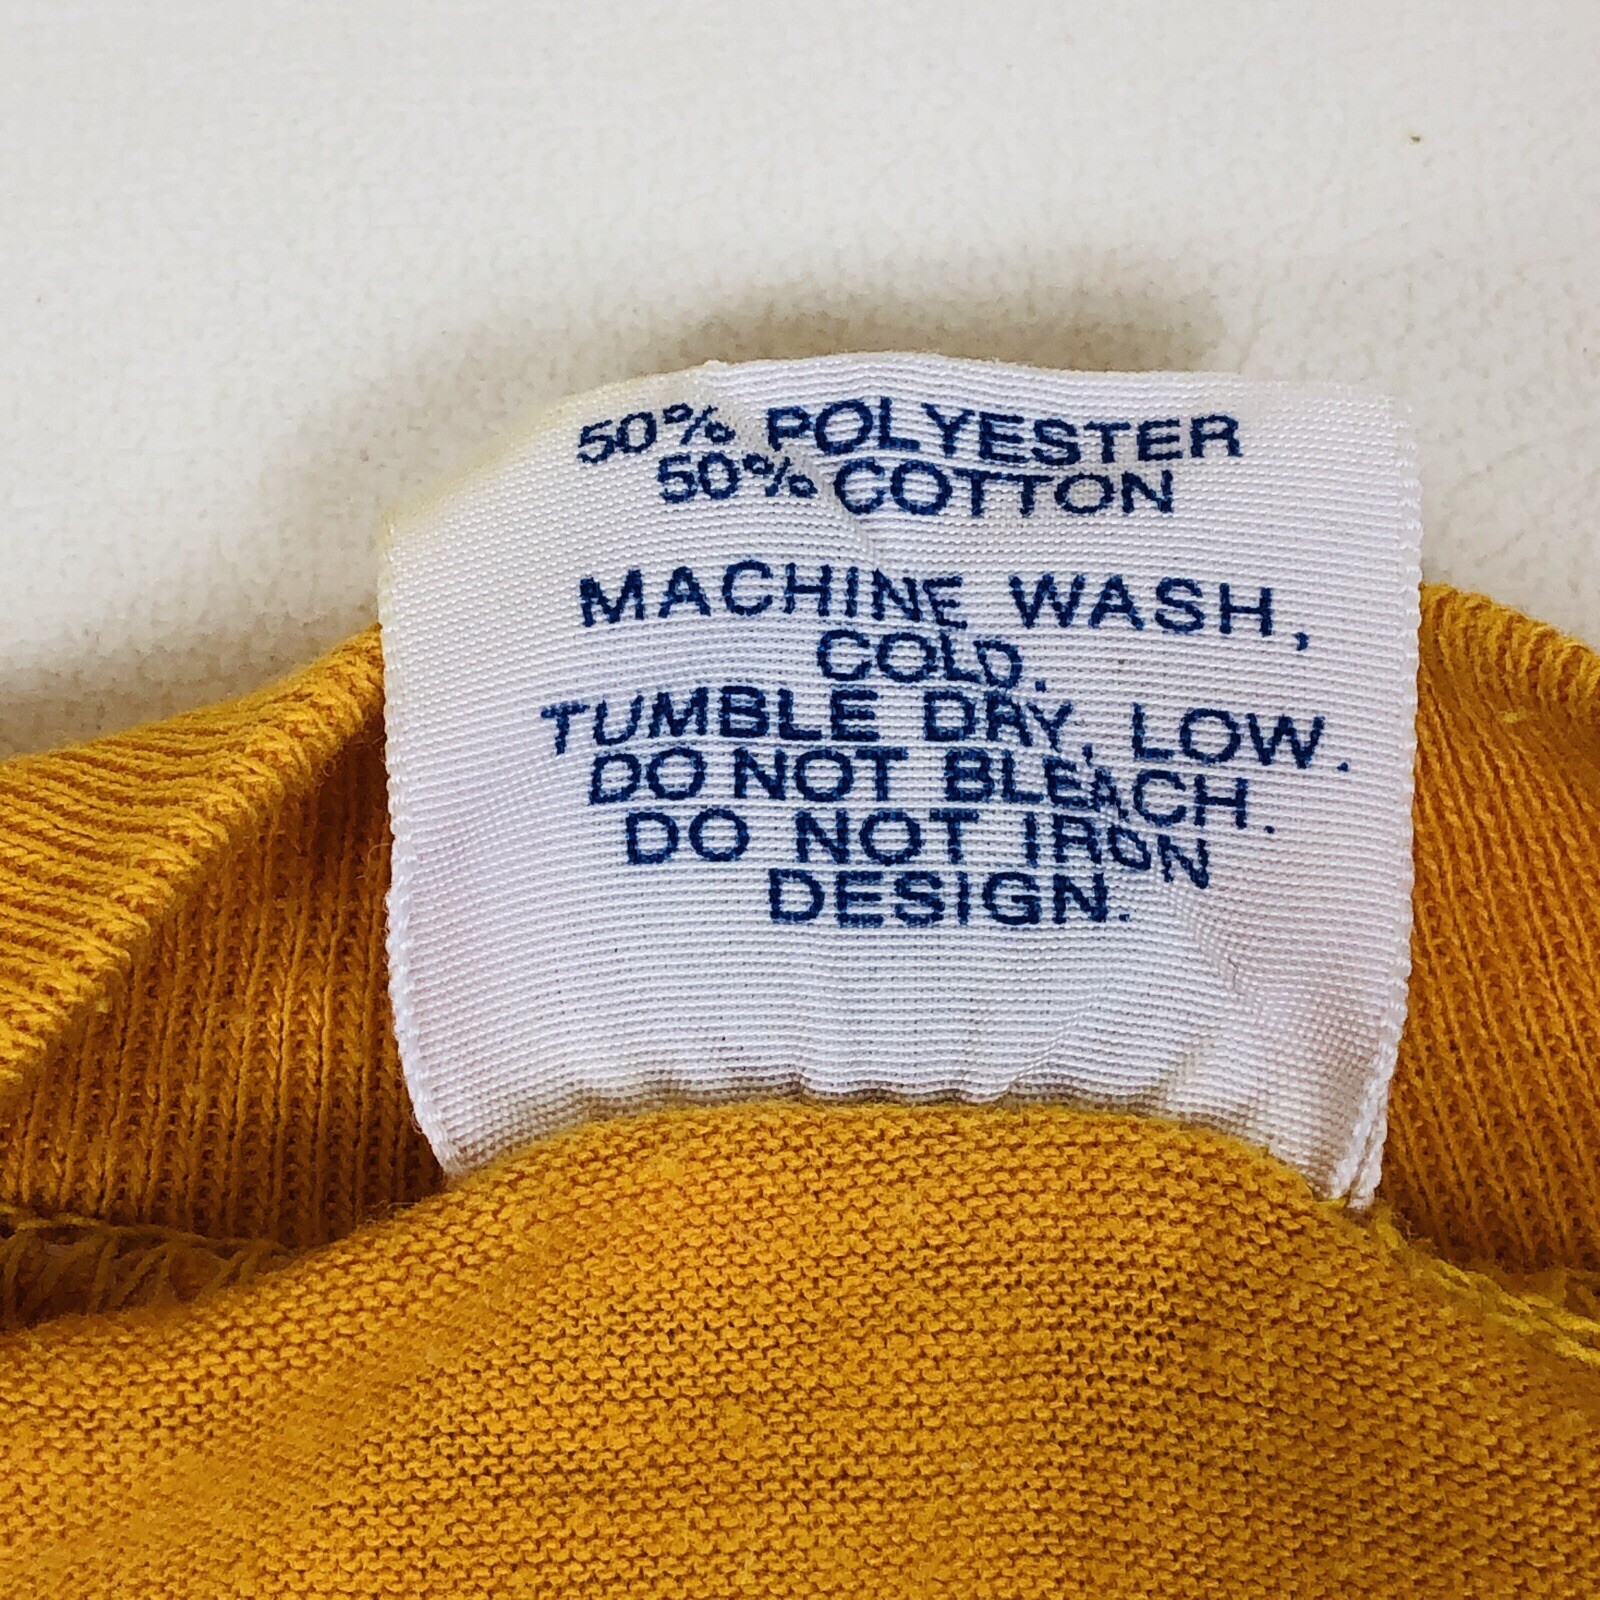 50% POLYESTER
50% COTTON
MACHINE WASH,
COLD.
TUMBLE DRY, LOW.
DO NOT BLEACH.
DO NOT IRON
DESIGN.